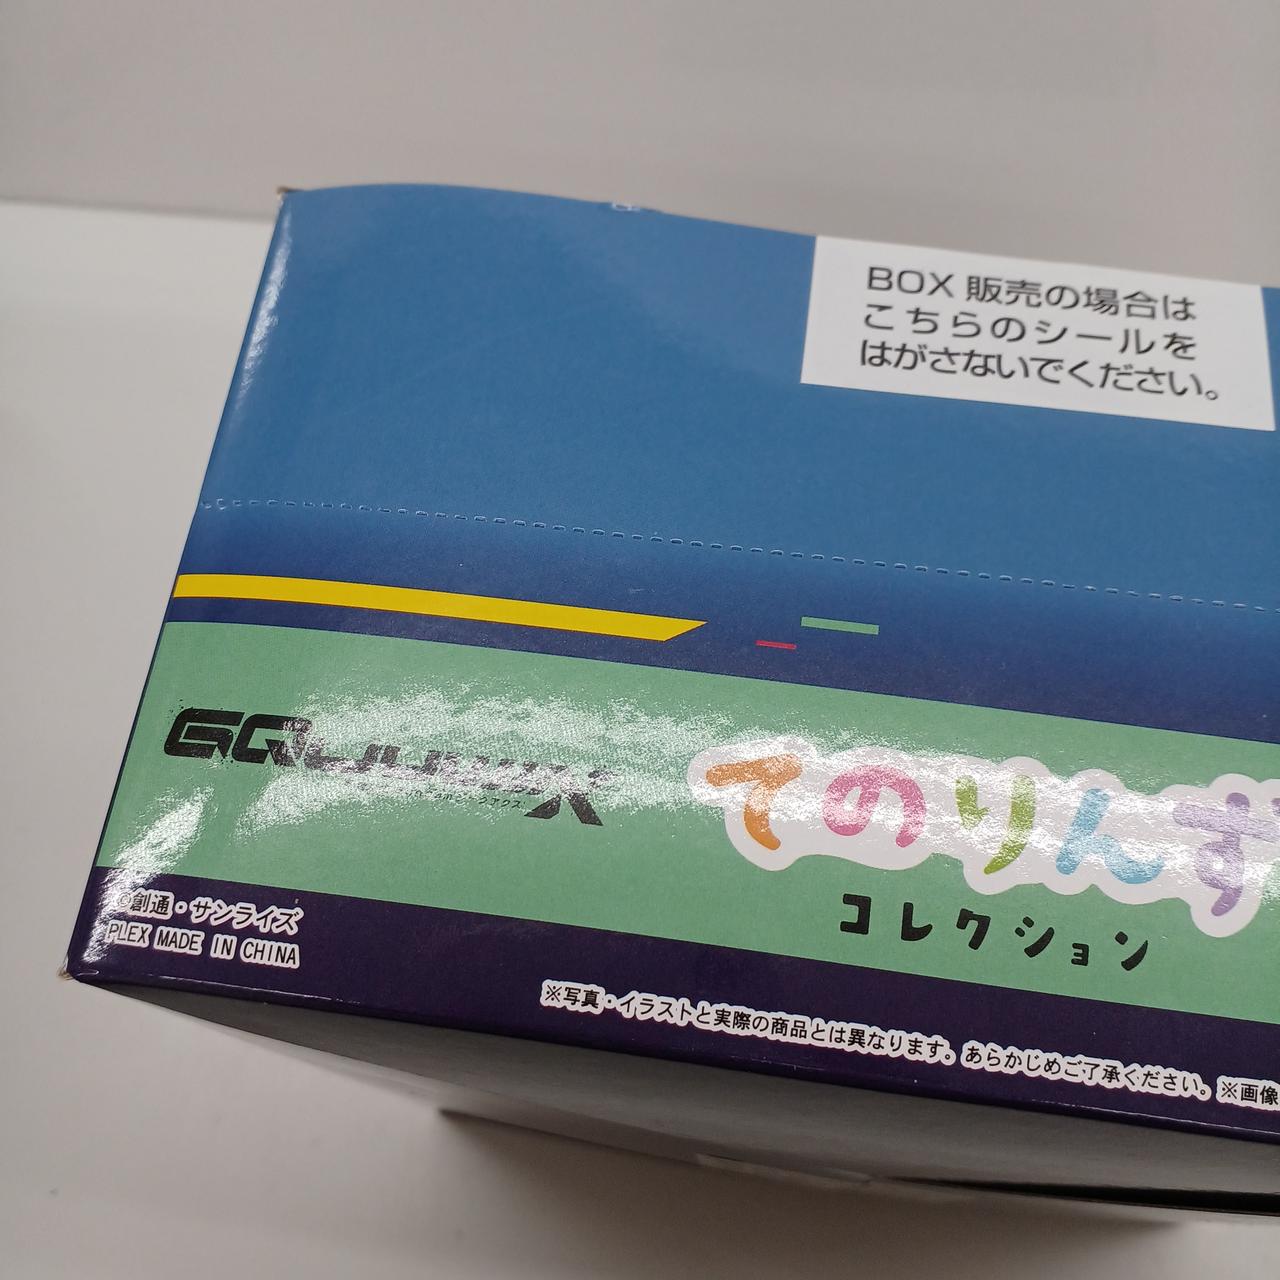 BOX 販売の場合は
こちらのシールを
はがさないでください。
GQuuuuuuX
てのりんず
コレクション
©創通・サンライズ
PLEX MADE IN CHINA
※写真・イラストと実際の商品とは異なります。あらかじめご了承ください。※画像